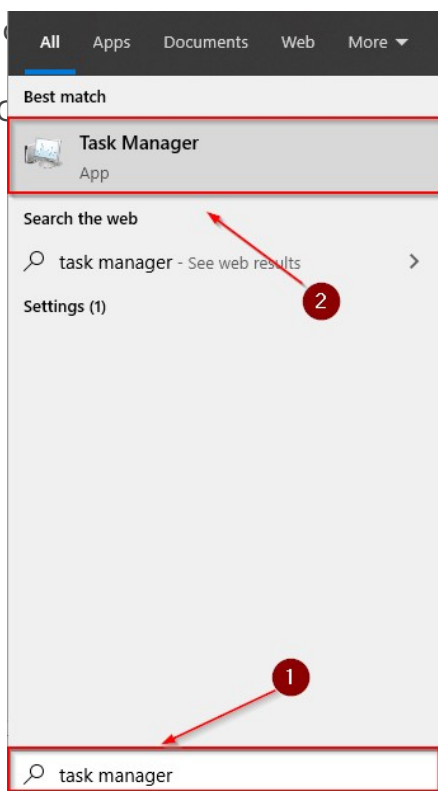 All Apps Documents Web More
Best match
Task Manager
App
Search the web
task manager - See web results
2
Settings (1)
1
task manager